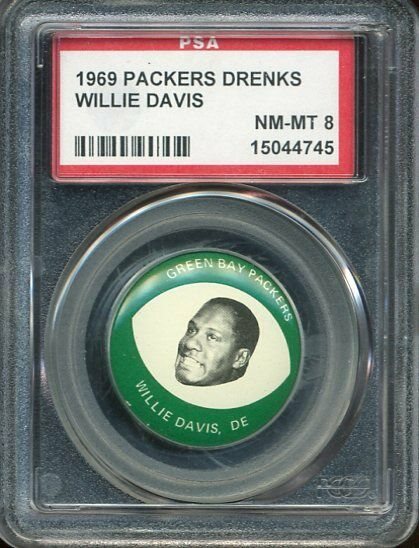 PSA
1969 PACKERS DRENKS
WILLIE DAVIS
NM-MT 8
15044745
GREEN BAY PACKERS
WILLIE DAVIS, DE